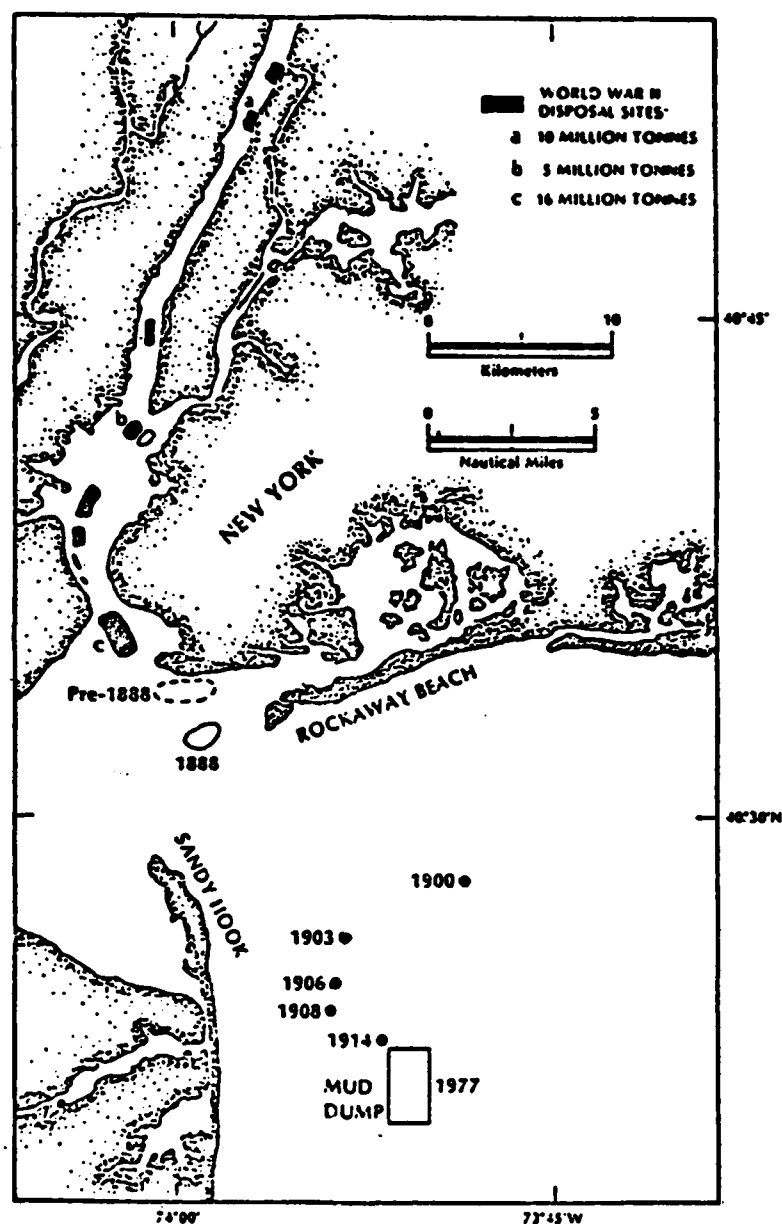 WORLD WAR II
DISPOSAL SITES
a 10 MILLION TONNES
b 5 MILLION TONNES
c 16 MILLION TONNES
a
40°45'
0 10
Kilometers
0 5
Nautical Miles
b
NEW YORK
c
Pre-1888
ROCKAWAY BEACH
1888
40°30'N
SANDY HOOK
1900
1903
1906
1908
1914
MUD
DUMP
1977
74°00'
73°45'W